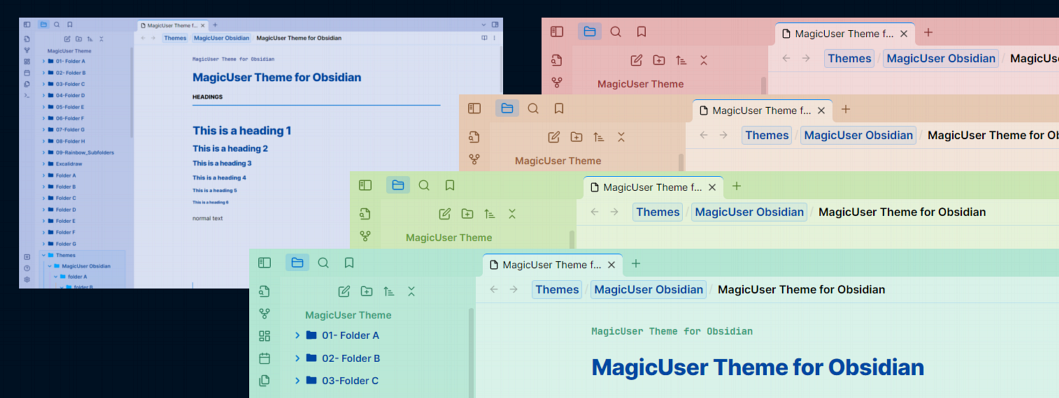 MagicUser Theme for Obsidian
Themes / MagicUser Obsidian / MagicUser Theme for Obsidian
MagicUser Theme
01- Folder A
02- Folder B
03-Folder C
04-Folder D
05-Folder E
06-Folder F
07-Folder G
08-Folder H
09-Rainbow_Subfolders
Excalidraw
Folder A
Folder B
Folder C
Folder D
Folder E
Folder F
Folder G
Themes
MagicUser Obsidian
folder A
folder B
MagicUser Theme for Obsidian
MagicUser Theme for Obsidian
HEADINGS
This is a heading 1
This is a heading 2
This is a heading 3
This is a heading 4
This is a heading 5
This is a heading 6
normal text
MagicUser Theme f...
Themes / MagicUser Obsidian / MagicUse
MagicUser Theme
MagicUser Theme f...
Themes / MagicUser Obsidian / MagicUser Theme for Ob
MagicUser Theme
MagicUser Theme f...
Themes / MagicUser Obsidian / MagicUser Theme for Obsidian
MagicUser Theme
MagicUser Theme f...
Themes / MagicUser Obsidian / MagicUser Theme for Obsidian
MagicUser Theme
01- Folder A
02- Folder B
03-Folder C
MagicUser Theme for Obsidian
MagicUser Theme for Obsidian